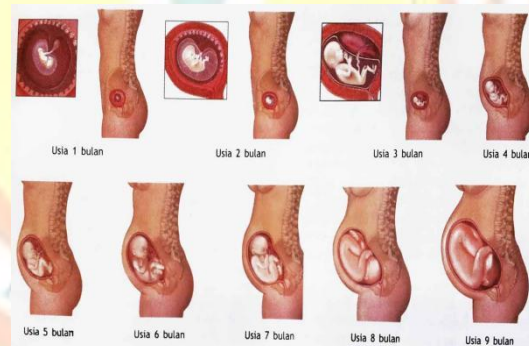 Usia 1 bulan
Usia 2 bulan
Usia 3 bulan
Usia 4 bulan
Usia 5 bulan
Usia 6 bulan
Usia 7 bulan
Usia 8 bulan
Usia 9 bulan